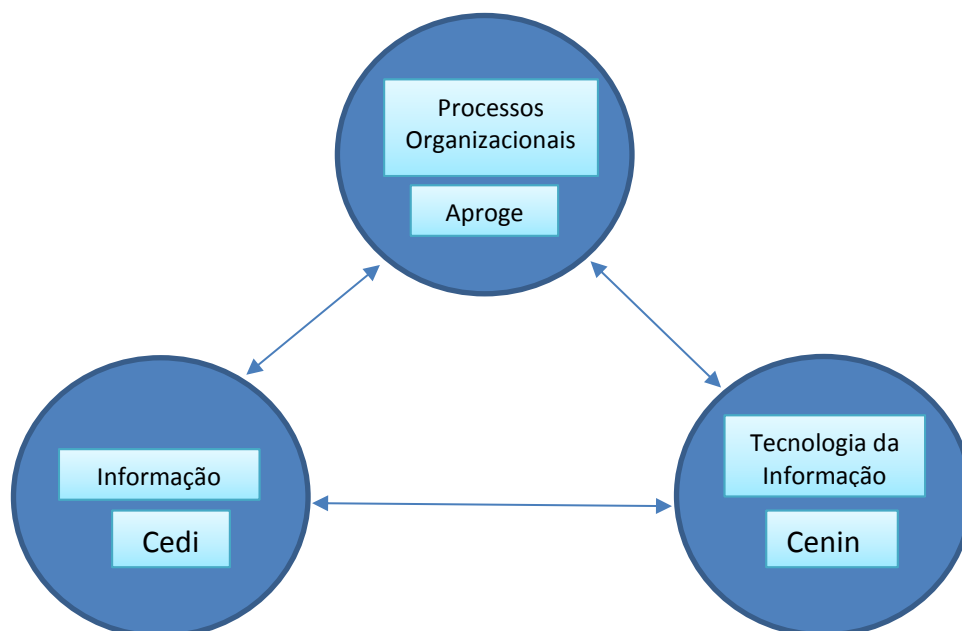 Processos
Organizacionais
Aproge
Informação
Cedi
Tecnologia da
Informação
Cenin